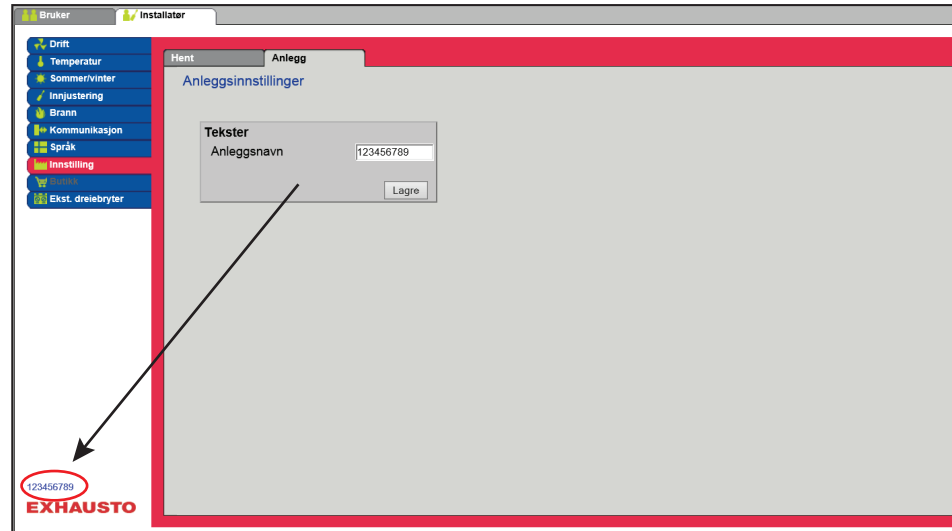 Bruker
Installatør
Drift
Temperatur
Sommer/vinter
Innjustering
Brann
Kommunikasjon
Språk
Innstilling
Butikk
Ekst. dreiebryter
Hent
Anlegg
Anleggsinnstillinger
Tekster
Anleggsnavn 123456789
Lagre
123456789
EXHAUSTO